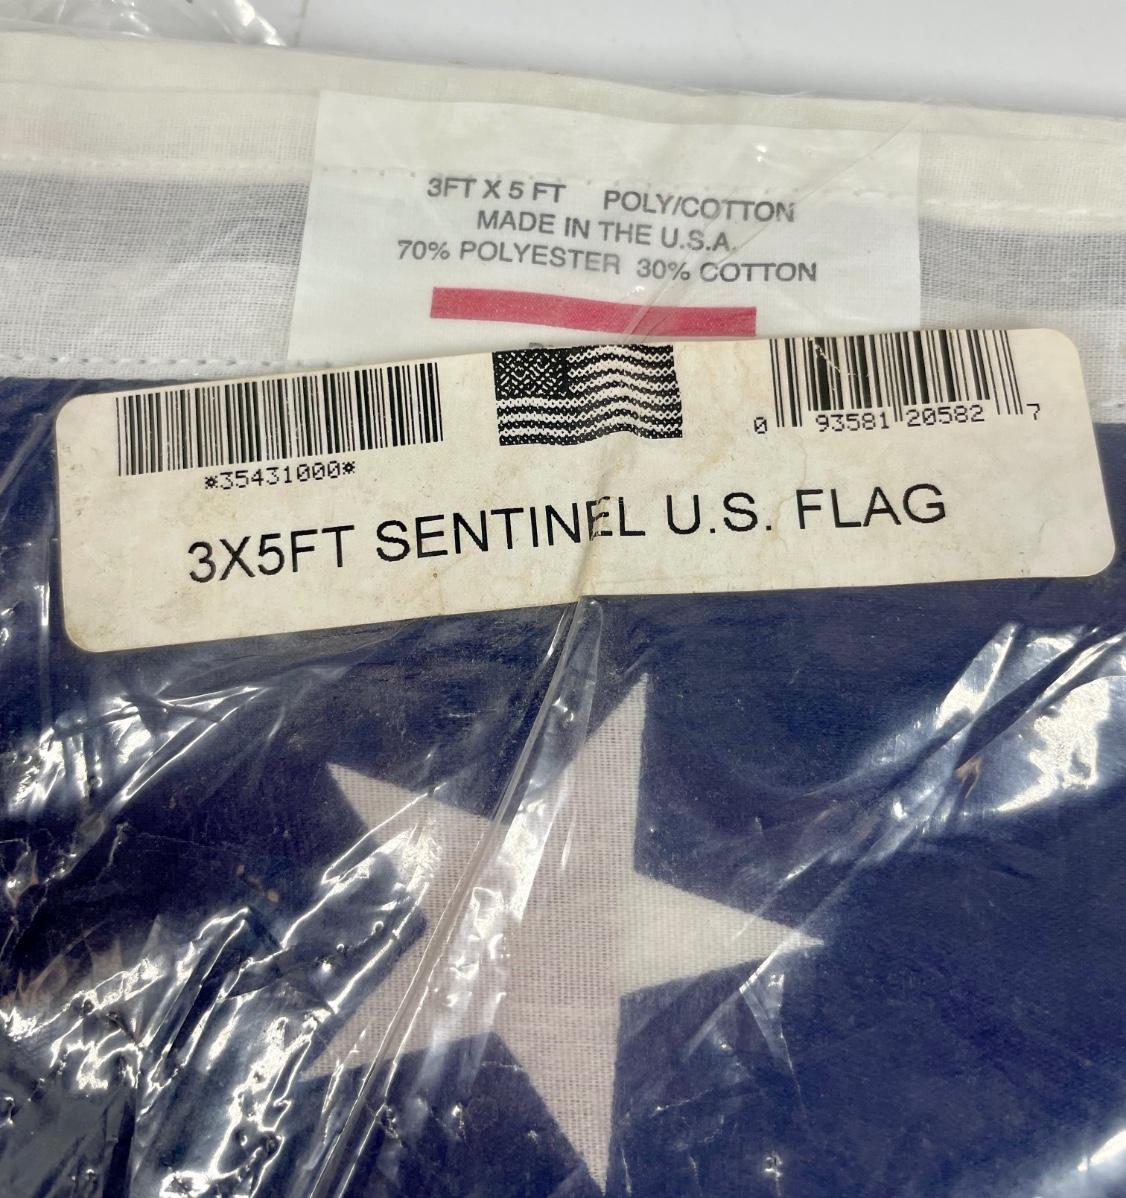 3FT X 5 FT POLY/COTTON
MADE IN THE U.S.A.
70% POLYESTER 30% COTTON
*35431000*
0 93581 20582 7
3X5FT SENTINEL U.S. FLAG